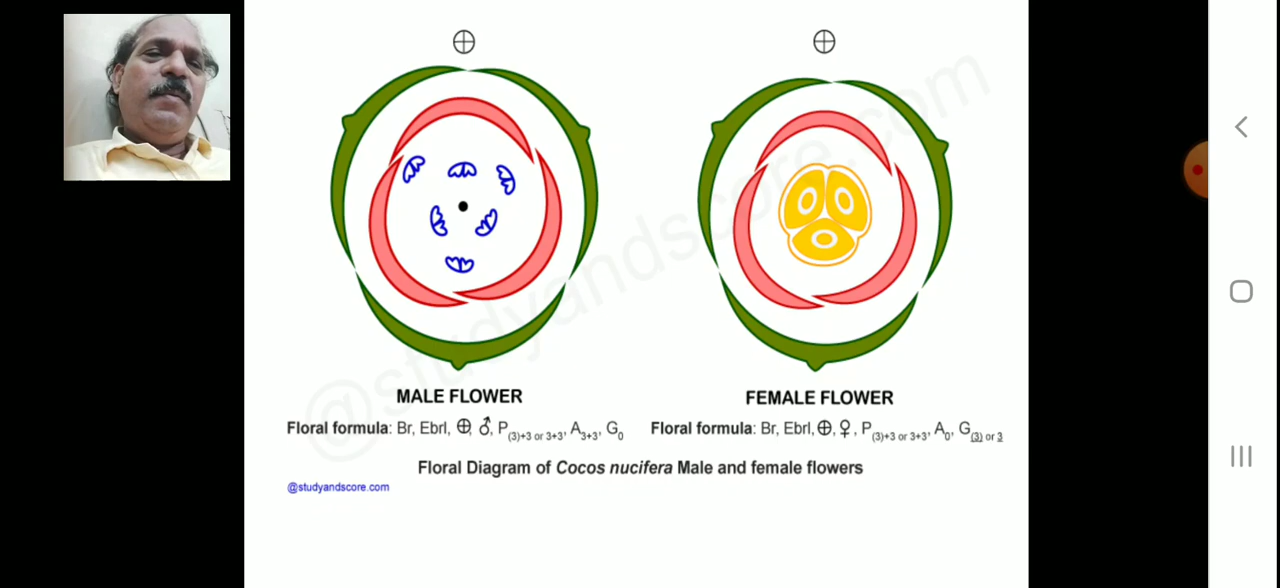 @studyandscore.com
MALE FLOWER
FEMALE FLOWER
Floral formula: Br, Ebrl, ⊕, ♂, P(3)+3 or 3+3, A3+3, G0
Floral formula: Br, Ebrl, ⊕, ♀, P(3)+3 or 3+3, A0, G(3) or 3
Floral Diagram of Cocos nucifera Male and female flowers
@studyandscore.com